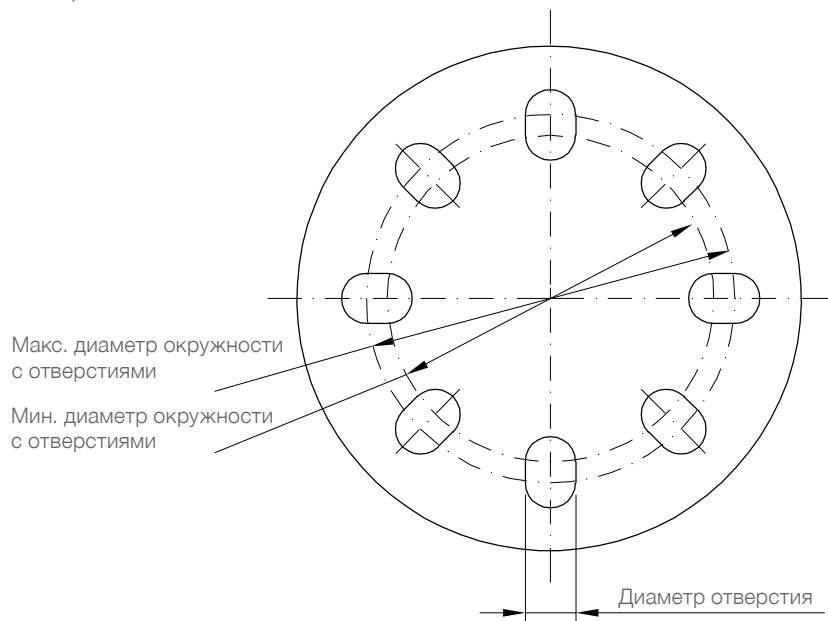 Макс. диаметр окружности
с отверстиями
Мин. диаметр окружности
с отверстиями
Диаметр отверстия